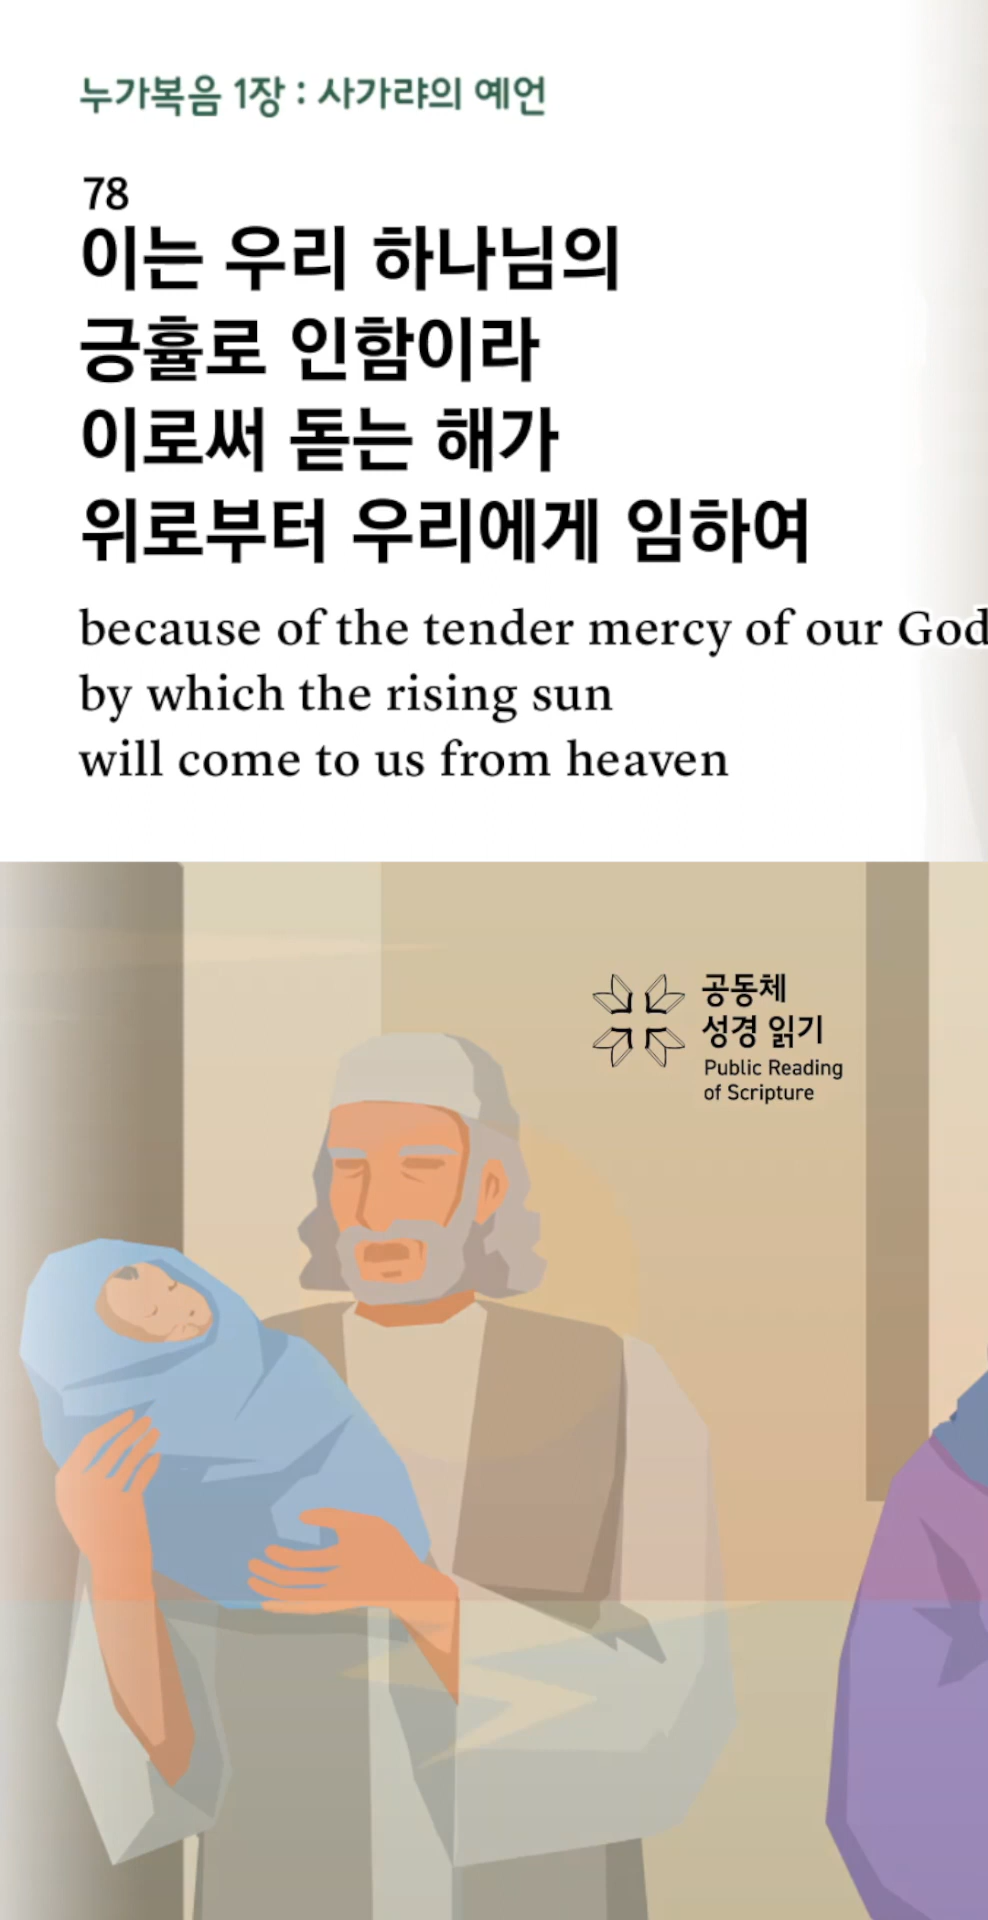 누가복음 1장 : 사가랴의 예언
78
이는 우리 하나님의
긍휼로 인함이라
이로써 돋는 해가
위로부터 우리에게 임하여
because of the tender mercy of our God
by which the rising sun
will come to us from heaven
공동체
성경 읽기
Public Reading
of Scripture